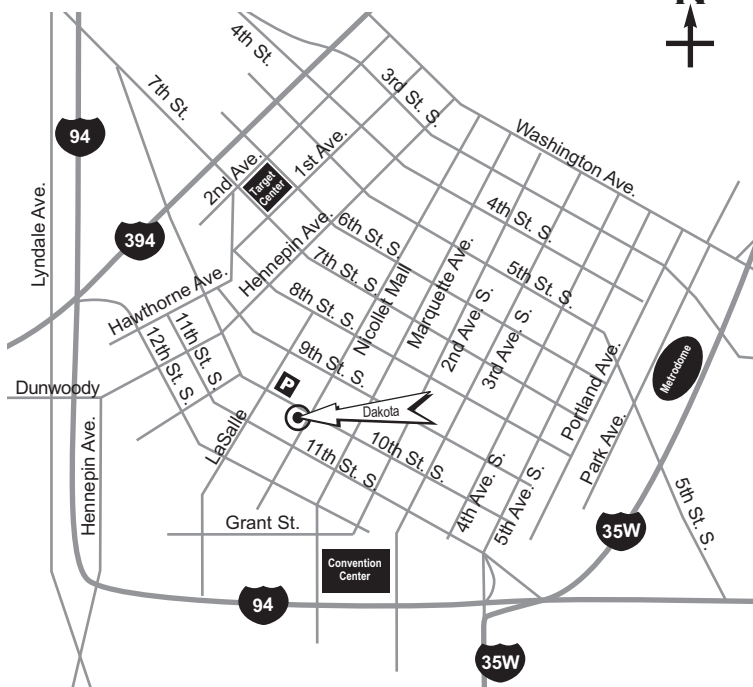 N
4th St.
3rd St. S.
7th St.
Washington Ave.
94
2nd Ave.
1st Ave.
Target
Center
Lyndale Ave.
4th St. S.
394
Hennepin Ave.
6th St. S.
7th St. S.
5th St. S.
Hawthorne Ave.
8th St. S.
Nicollet Mall
Marquette Ave.
2nd Ave. S.
3rd Ave. S.
11th St. S.
12th St. S.
9th St. S.
Portland Ave.
Metrodome
Dunwoody
P
Dakota
Hennepin Ave.
LaSalle
11th St. S.
10th St. S.
4th Ave. S.
5th Ave. S.
Park Ave.
5th St. S.
Grant St.
35W
Convention
Center
94
35W